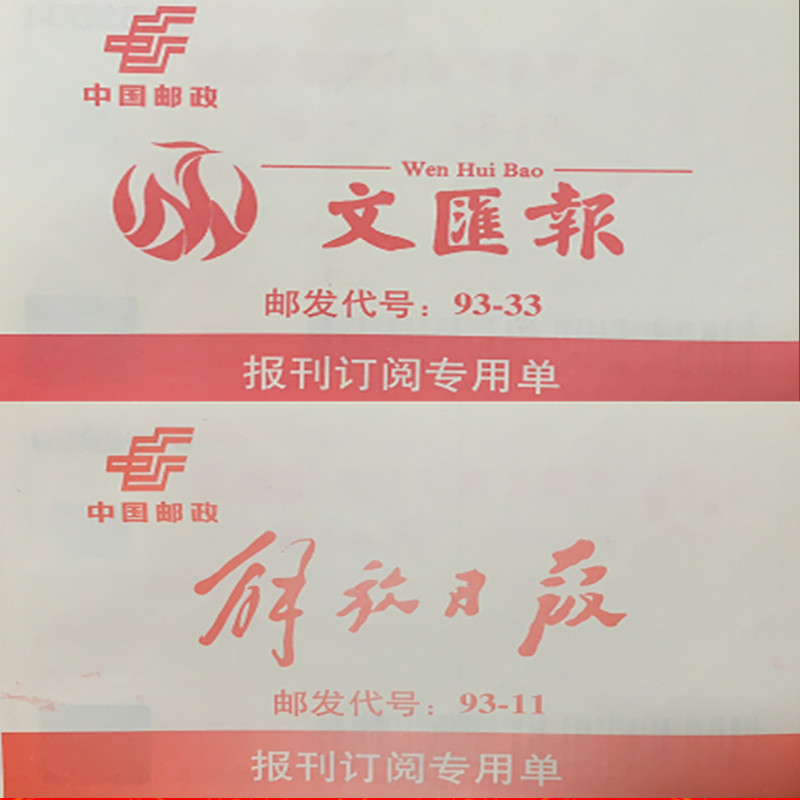 中国邮政
Wen Hui Bao
文匯報
邮发代号：93-33
报刊订阅专用单
中国邮政
解放日报
邮发代号：93-11
报刊订阅专用单